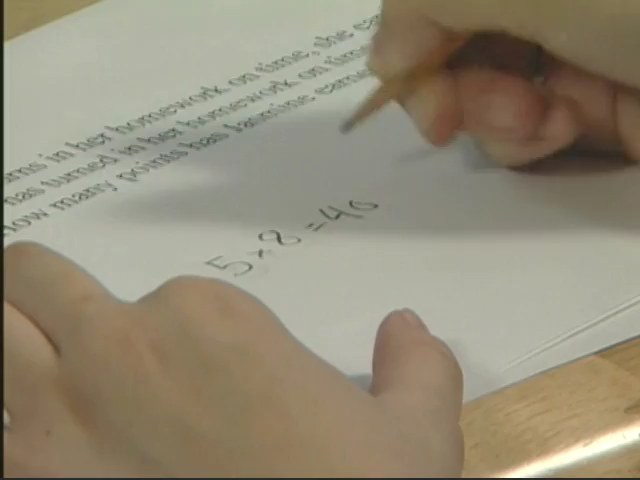 rns in her homework on time, she ea
has turned in her homework on time
How many points has Jasmine earne
5 × 8 = 40